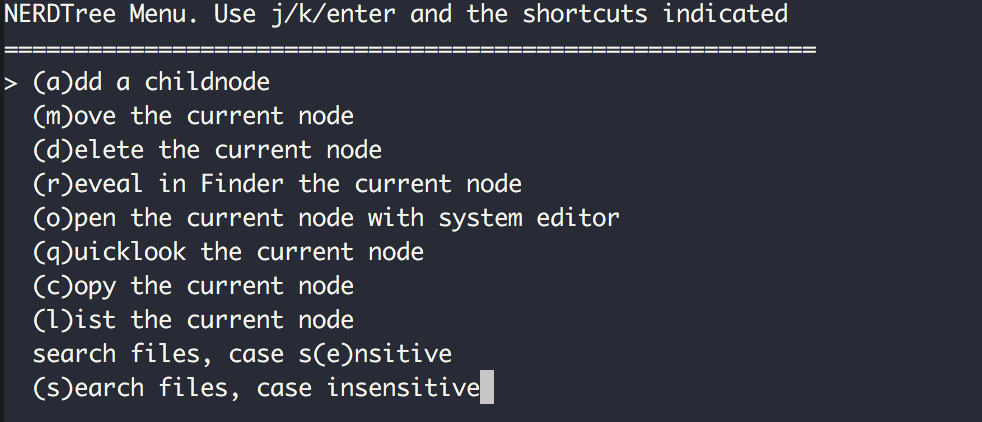 NERDTree Menu. Use j/k/enter and the shortcuts indicated
==========================================================
> (a)dd a childnode
(m)ove the current node
(d)elete the current node
(r)eveal in Finder the current node
(o)pen the current node with system editor
(q)uicklook the current node
(c)opy the current node
(l)ist the current node
search files, case s(e)nsitive
(s)earch files, case insensitive